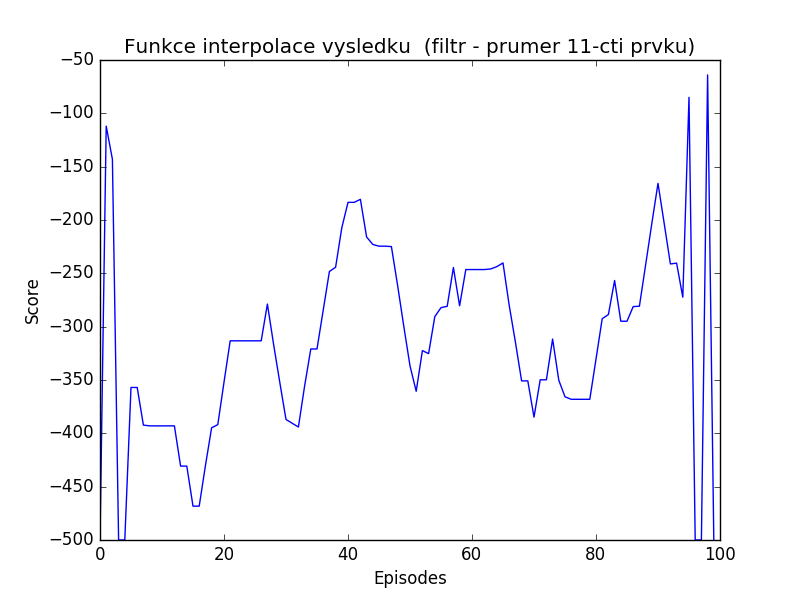 Funkce interpolace vysledku  (filtr - prumer 11-cti prvku)
−50
−100
−150
−200
−250
−300
−350
−400
−450
−500
Score
0 20 40 60 80 100
Episodes